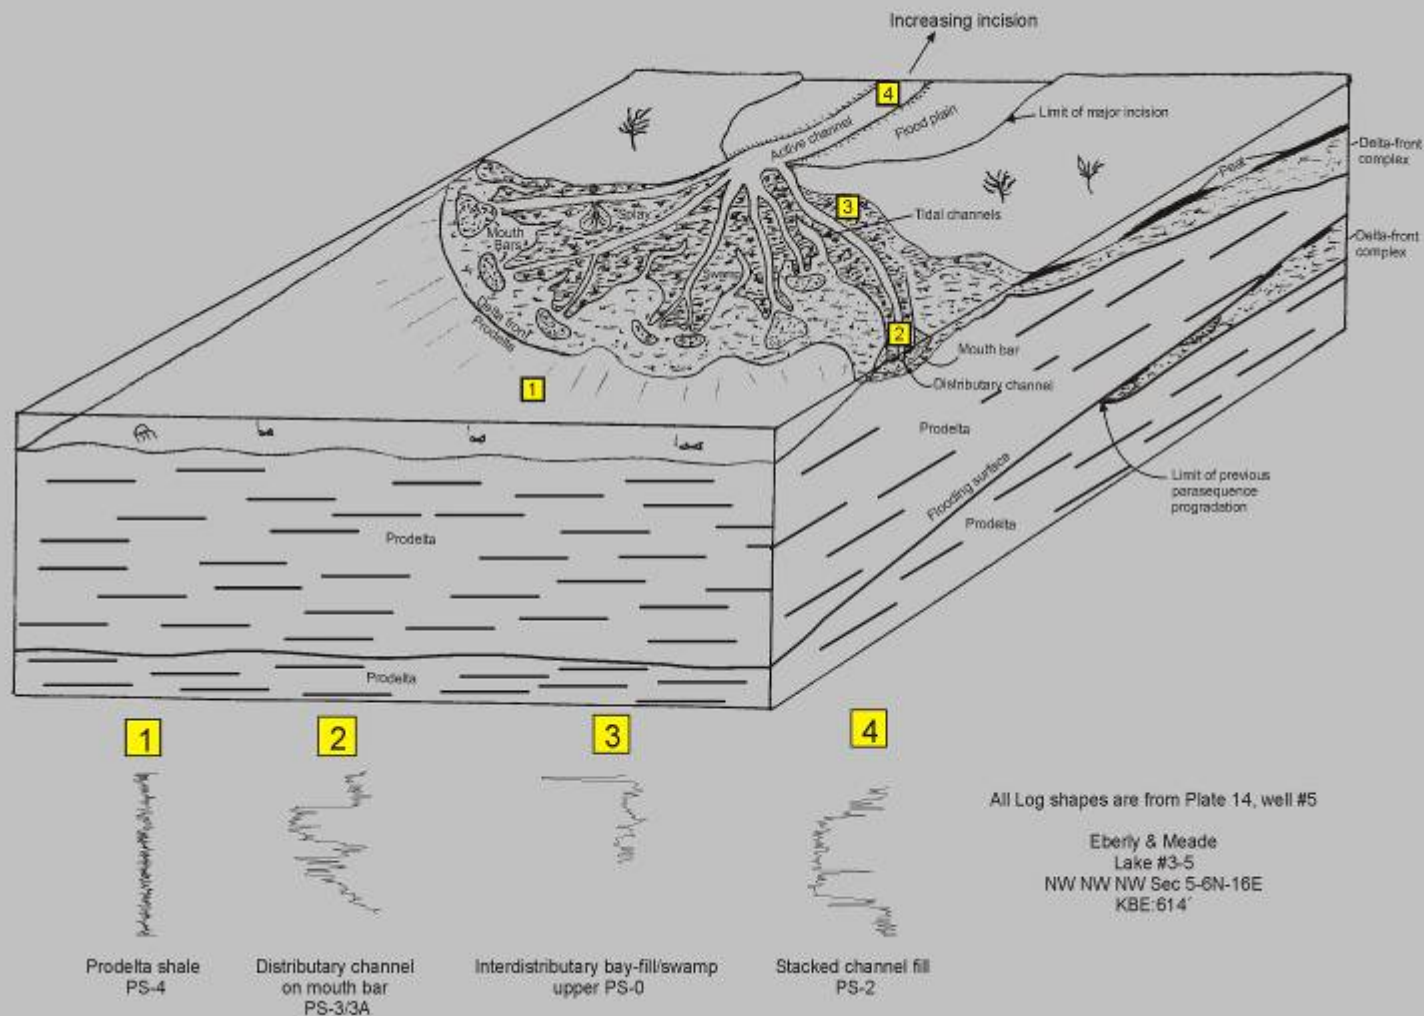 Increasing incision
4
Active channel
Flood plain
Limit of major incision
Peat
Delta-front
complex
3
Tidal channels
Splay
Mouth
Bars
Swamp
Delta-front
complex
Delta front
Prodelta
2
Mouth bar
Distributary channel
1
Prodelta
Flooding surface
Limit of previous
parasequence
progradation
Prodelta
Prodelta
Prodelta
1
2
3
4
All Log shapes are from Plate 14, well #5
Eberly & Meade
Lake #3-5
NW NW NW Sec 5-6N-16E
KBE:614´
Prodelta shale
PS-4
Distributary channel
on mouth bar
PS-3/3A
Interdistributary bay-fill/swamp
upper PS-0
Stacked channel fill
PS-2